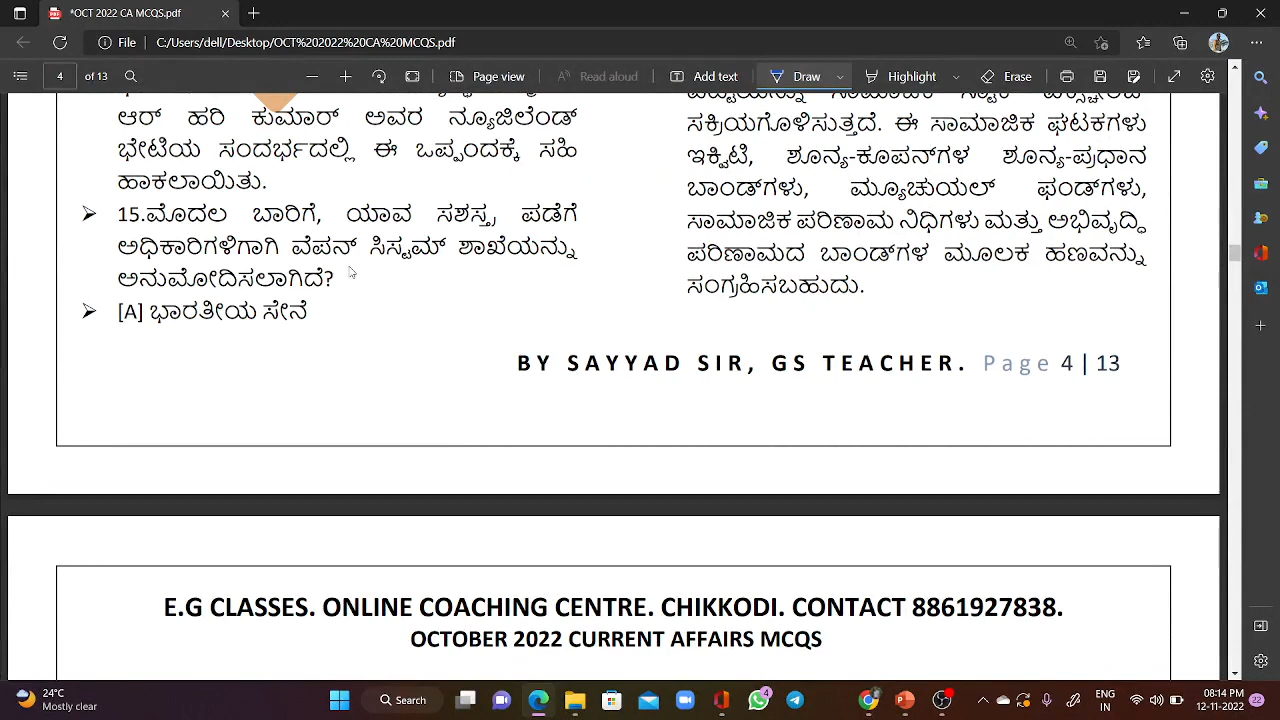 *OCT 2022 CA MCQS.pdf
File C:/Users/dell/Desktop/OCT%202022%20CA%20MCQS.pdf
4 of 13 Page view Read aloud Add text Draw Highlight Erase
ಆರ್ ಹರಿ ಕುಮಾರ್ ಅವರ ನ್ಯೂಜಿಲೆಂಡ್
ಭೇಟಿಯ ಸಂದರ್ಭದಲ್ಲಿ ಈ ಒಪ್ಪಂದಕ್ಕೆ ಸಹಿ
ಹಾಕಲಾಯಿತು.
➢ 15.ಮೊದಲ ಬಾರಿಗೆ, ಯಾವ ಸಶಸ್ತ್ರ ಪಡೆಗೆ
ಅಧಿಕಾರಿಗಳಿಗಾಗಿ ವೆಪನ್ ಸಿಸ್ಟಮ್ ಶಾಖೆಯನ್ನು
ಅನುಮೋದಿಸಲಾಗಿದೆ?
➢ [A] ಭಾರತೀಯ ಸೇನೆ
ಸಕ್ರಿಯಗೊಳಿಸುತ್ತದೆ. ಈ ಸಾಮಾಜಿಕ ಘಟಕಗಳು
ಇಕ್ವಿಟಿ, ಶೂನ್ಯ-ಕೂಪನ್‌ಗಳ ಶೂನ್ಯ-ಪ್ರಧಾನ
ಬಾಂಡ್‌ಗಳು, ಮ್ಯೂಚುಯಲ್ ಫಂಡ್‌ಗಳು,
ಸಾಮಾಜಿಕ ಪರಿಣಾಮ ನಿಧಿಗಳು ಮತ್ತು ಅಭಿವೃದ್ಧಿ
ಪರಿಣಾಮದ ಬಾಂಡ್‌ಗಳ ಮೂಲಕ ಹಣವನ್ನು
ಸಂಗ್ರಹಿಸಬಹುದು.
BY SAYYAD SIR, GS TEACHER. Page 4 | 13
E.G CLASSES. ONLINE COACHING CENTRE. CHIKKODI. CONTACT 8861927838.
OCTOBER 2022 CURRENT AFFAIRS MCQS
24°C
Mostly clear
Search
4
ENG
IN
08:14 PM
12-11-2022
22